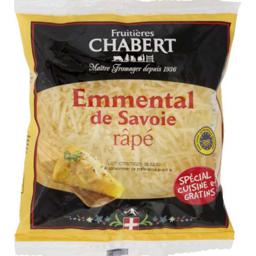 Fruitières
CHABERT
Maître Fromager depuis 1936
Emmental
de Savoie
râpé
SPÉCIAL
CUISINE &
GRATINS